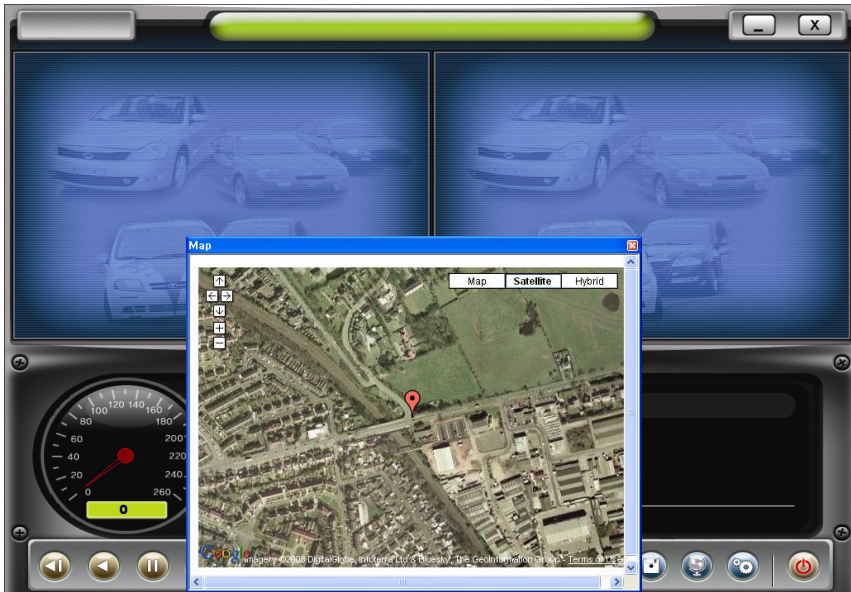 _ X
Map
Map Satellite Hybrid
100 120 140 160
80 180
60 200
40 220
20 240
0 260
0
Google
Imagery ©2008 DigitalGlobe, Infoterra Ltd & Bluesky, The GeoInformation Group - Terms of Use